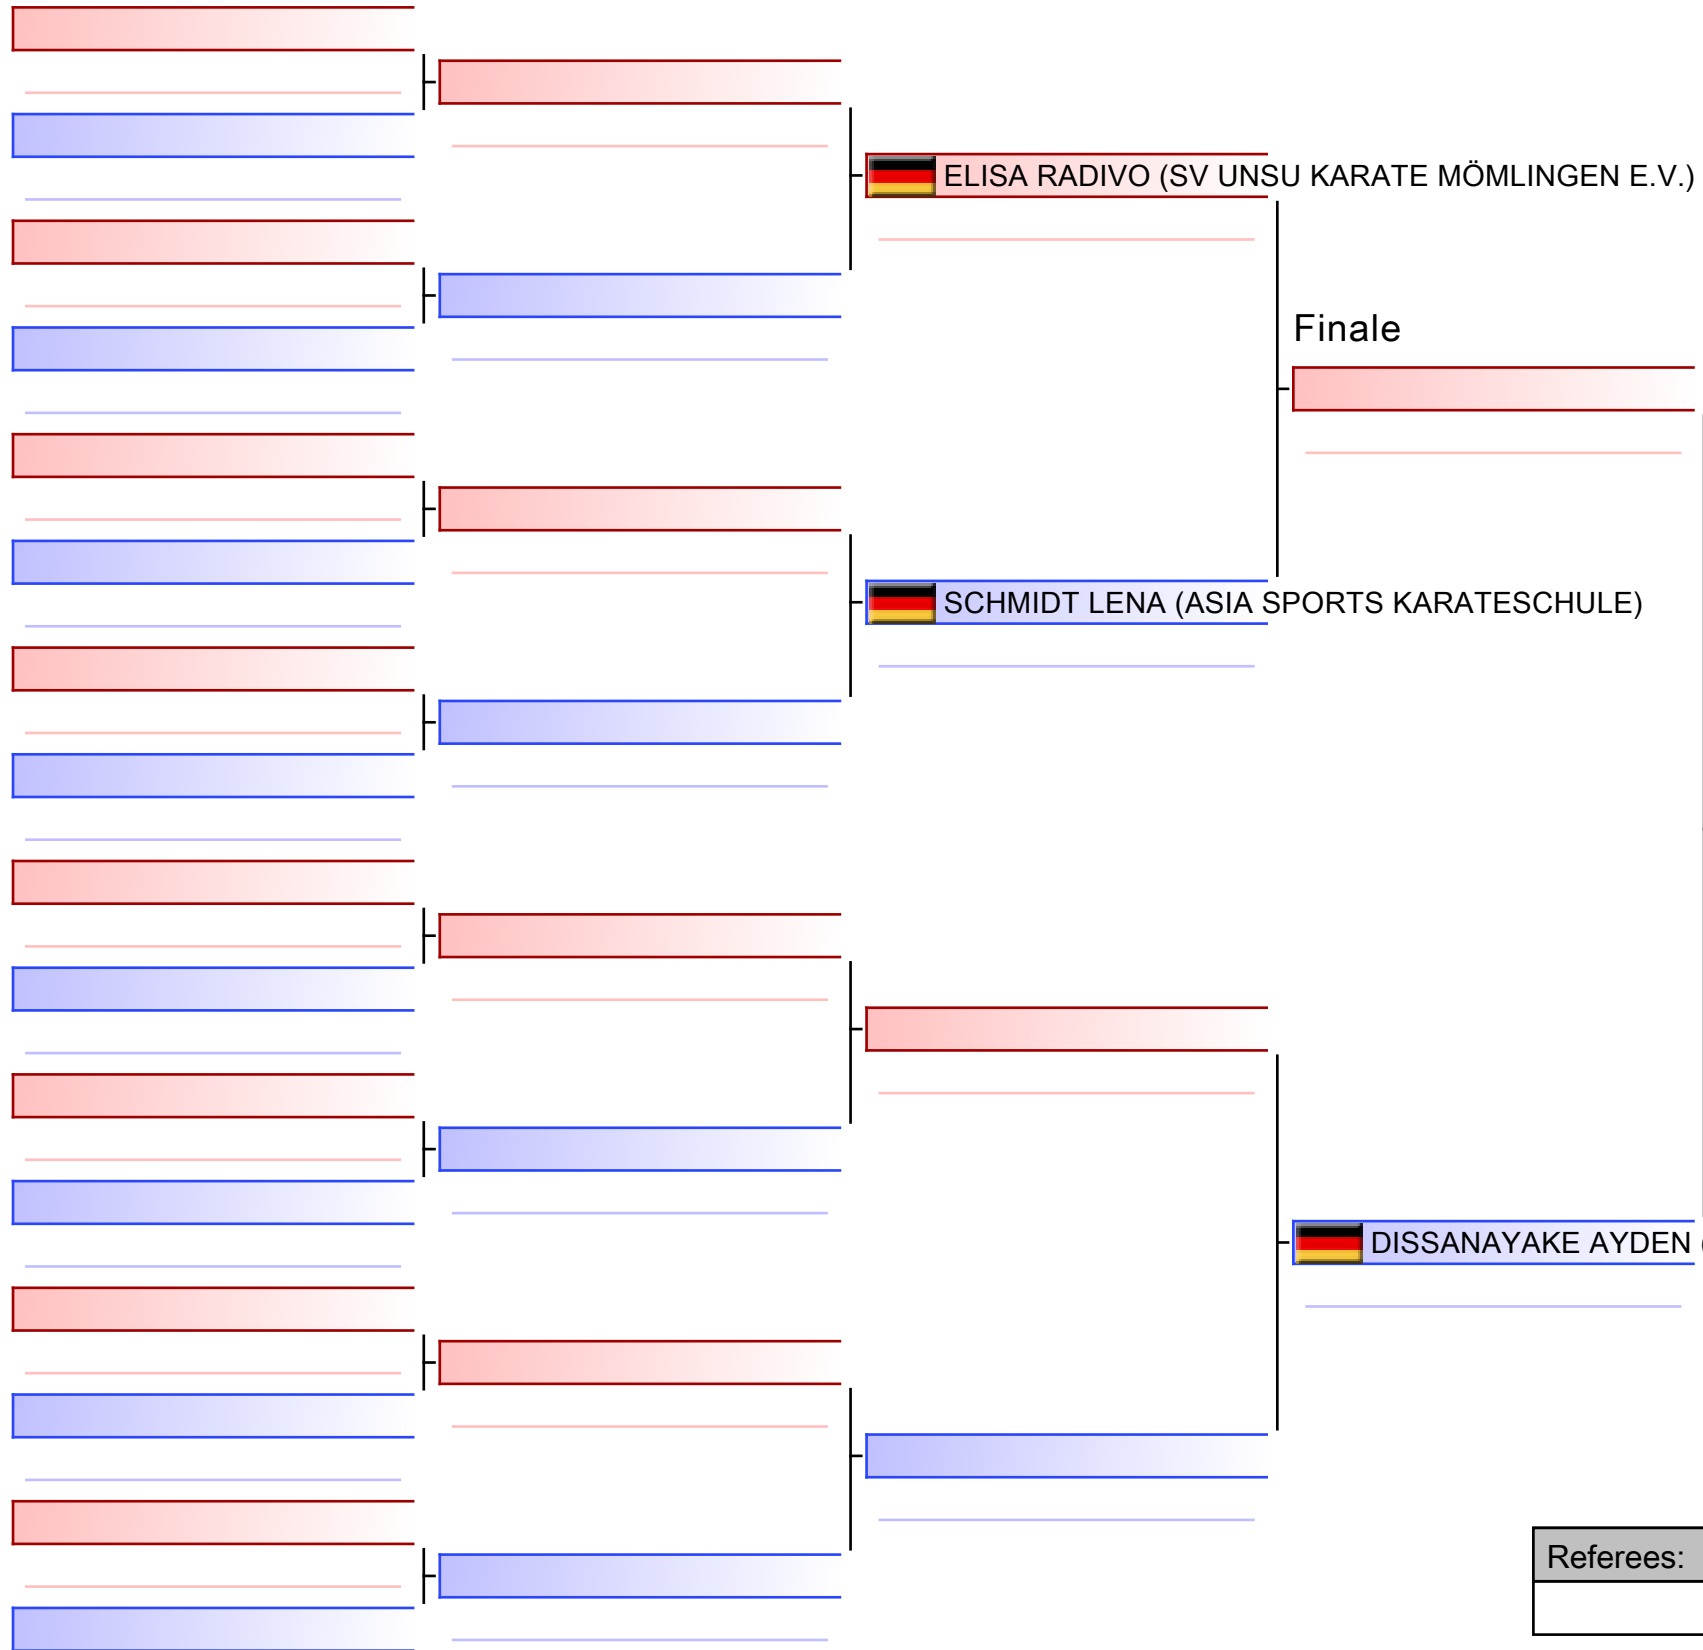 ELISA RADIVO (SV UNSU KARATE MÖMLINGEN E.V.)
Finale
SCHMIDT LENA (ASIA SPORTS KARATESCHULE)
DISSANAYAKE AYDEN (
Referees: